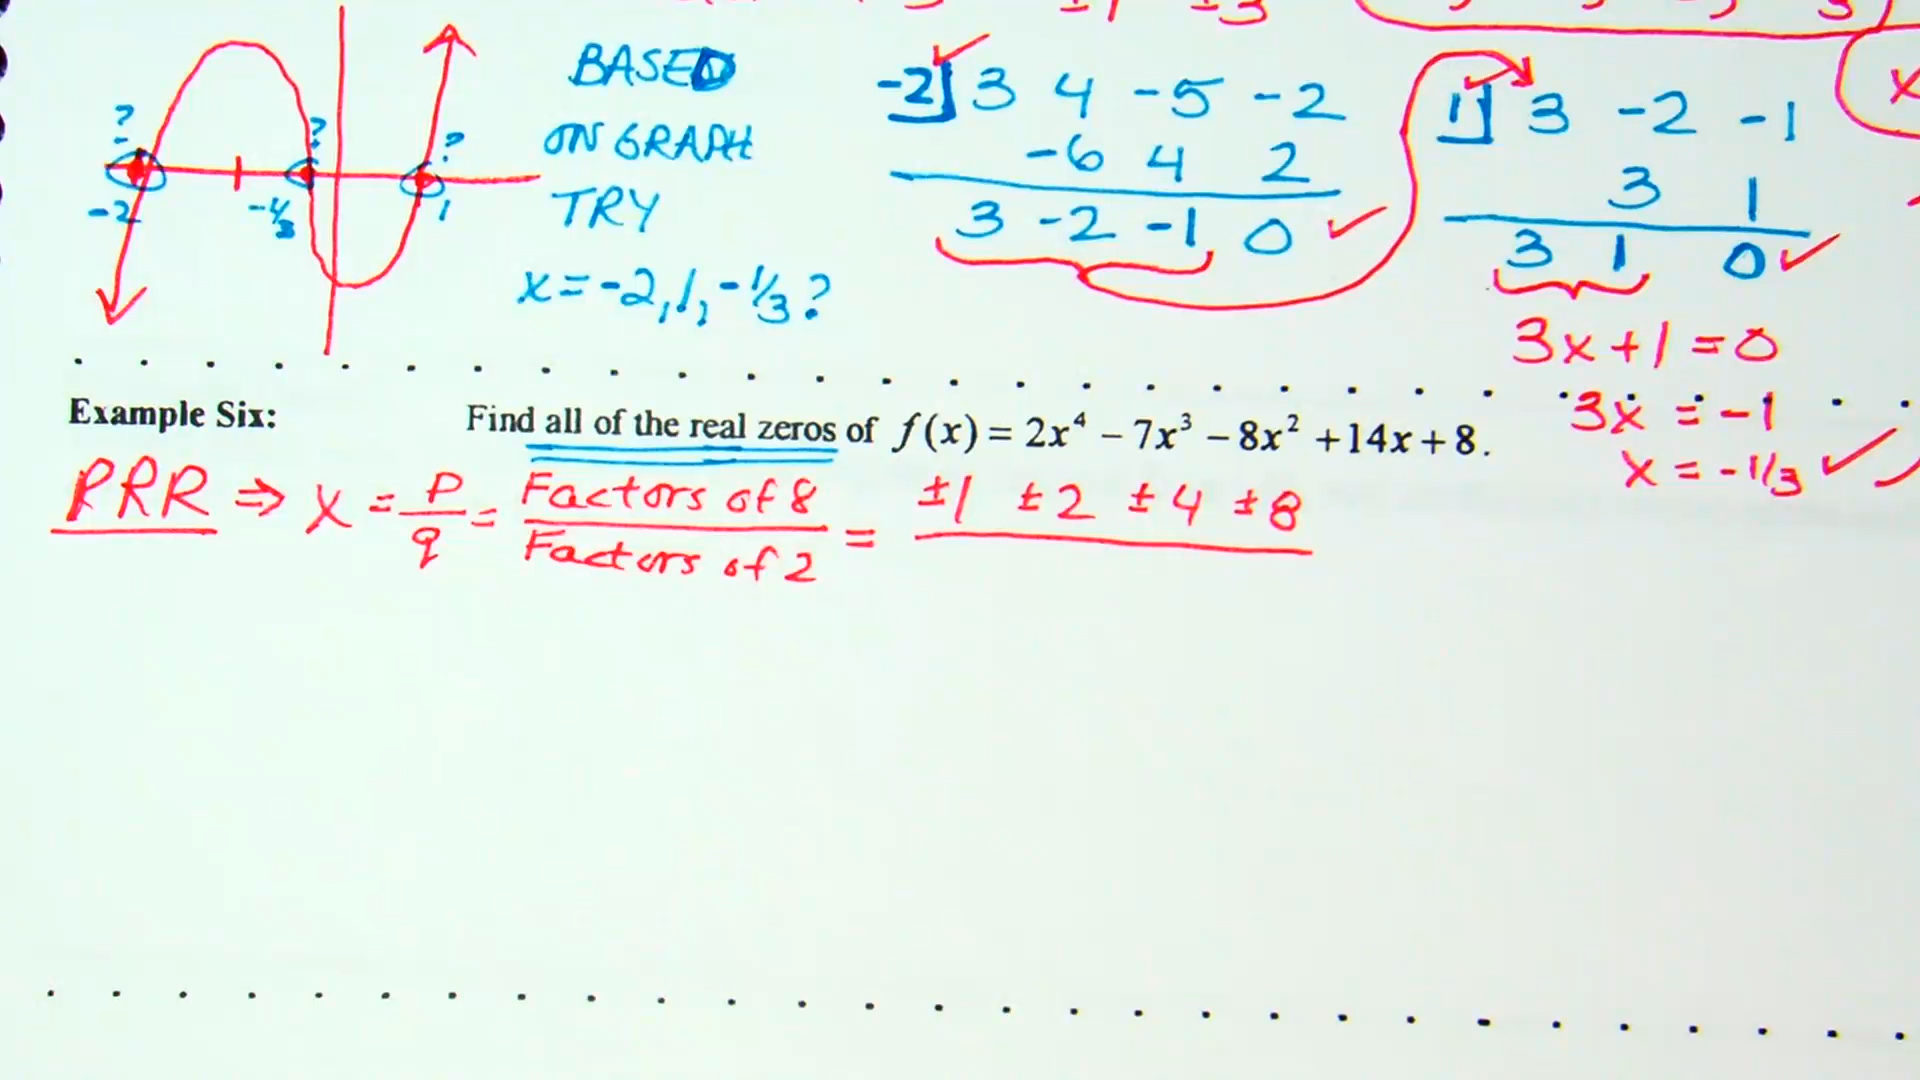 ±1 ±3
BASED
ON GRAPH
TRY
x = -2, 1, -1/3 ?
? ? ?
-2 -1/3 1
-2] 3 4 -5 -2
-6 4 2
3 -2 -1 0 ✓
1] 3 -2 -1
3 1
3 1 0 ✓
3x + 1 = 0
3x = -1
x = -1/3 ✓
Example Six: Find all of the real zeros of f(x) = 2x⁴ – 7x³ – 8x² + 14x + 8.
PRR ⇒ x = p/q = Factors of 8 / Factors of 2 = ±1 ±2 ±4 ±8